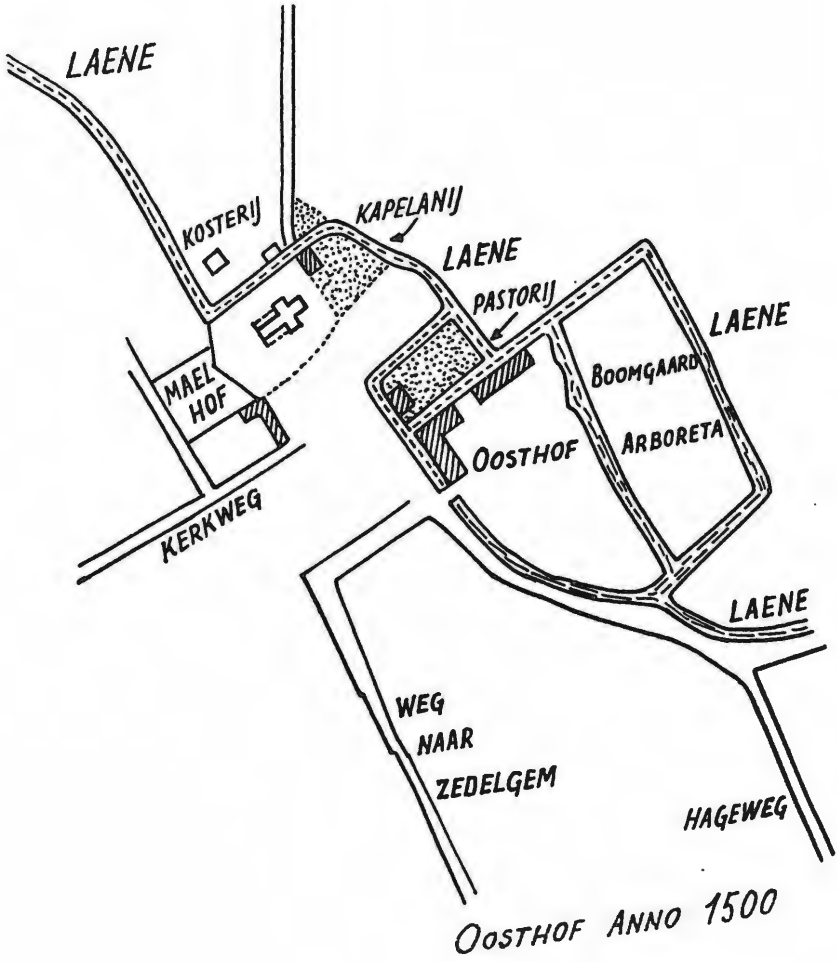 LAENE
KOSTERIJ
KAPELANIJ
LAENE
PASTORIJ
LAENE
MAEL
HOF
BOOMGAARD
ARBORETA
OOSTHOF
KERKWEG
LAENE
WEG
NAAR
ZEDELGEM
HAGEWEG
OOSTHOF ANNO 1500